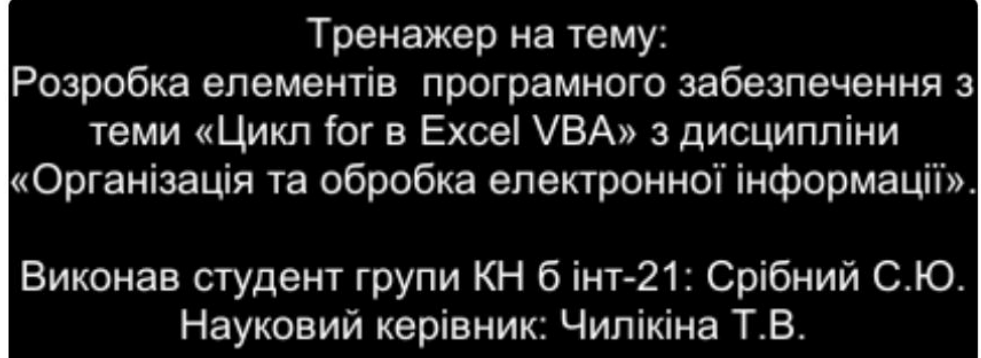 Тренажер на тему:
Розробка елементів програмного забезпечення з
теми «Цикл for в Excel VBA» з дисципліни
«Організація та обробка електронної інформації».
Виконав студент групи КН б інт-21: Срібний С.Ю.
Науковий керівник: Чилікіна Т.В.